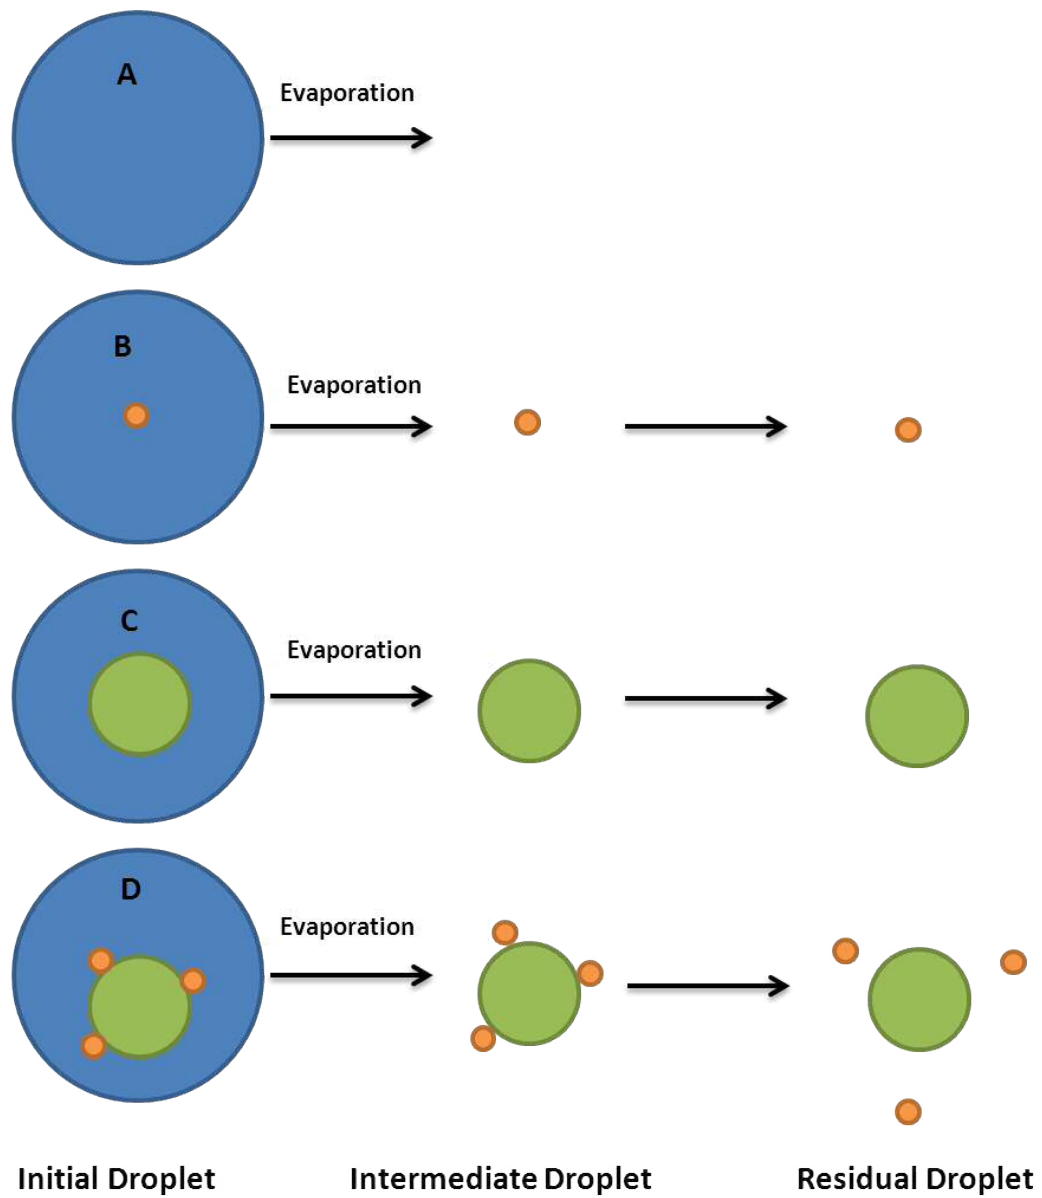 A
Evaporation
B
Evaporation
C
Evaporation
D
Evaporation
Initial Droplet
Intermediate Droplet
Residual Droplet